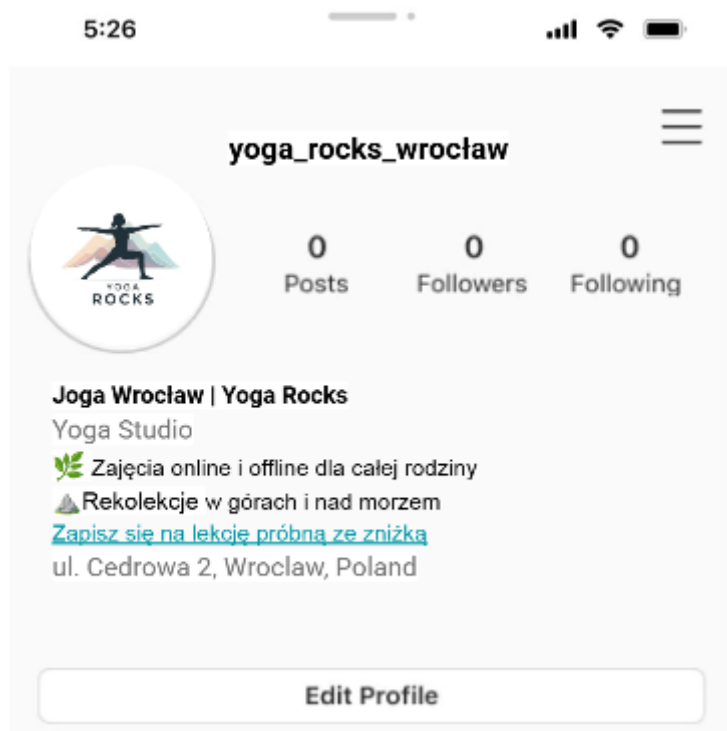 5:26
yoga_rocks_wrocław
YOGA
ROCKS
0 0 0
Posts Followers Following
Joga Wrocław | Yoga Rocks
Yoga Studio
🌿 Zajęcia online i offline dla całej rodziny
⛰️Rekolekcje w górach i nad morzem
Zapisz się na lekcję próbną ze zniżką
ul. Cedrowa 2, Wroclaw, Poland
Edit Profile